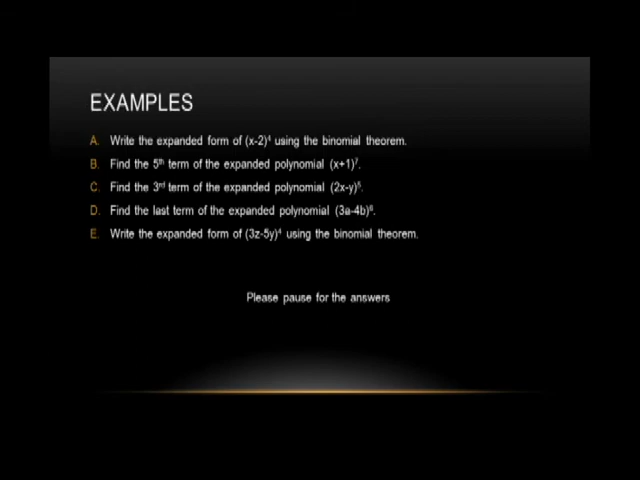 EXAMPLES
A. Write the expanded form of (x-2)⁴ using the binomial theorem.
B. Find the 5th term of the expanded polynomial (x+1)⁷.
C. Find the 3rd term of the expanded polynomial (2x-y)⁵.
D. Find the last term of the expanded polynomial (3a-4b)⁶.
E. Write the expanded form of (3z-5y)⁴ using the binomial theorem.
Please pause for the answers